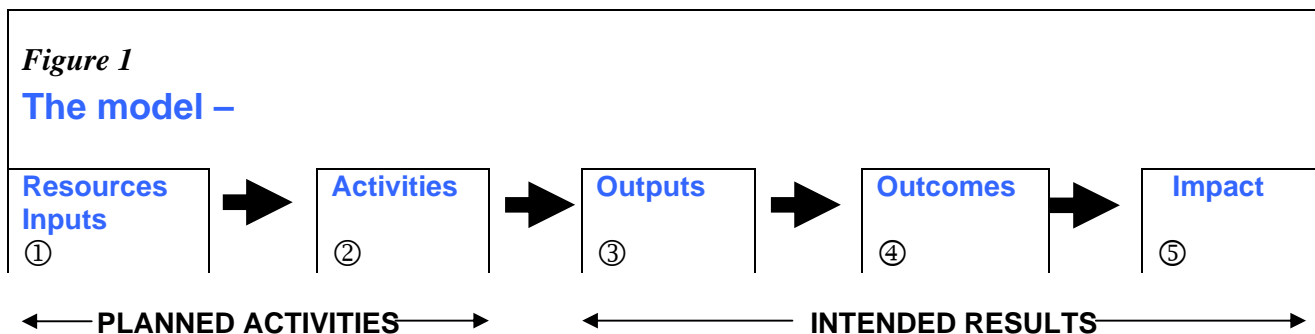 Figure 1
The model –
Resources Activities Outputs Outcomes Impact
Inputs
① ② ③ ④ ⑤
PLANNED ACTIVITIES INTENDED RESULTS